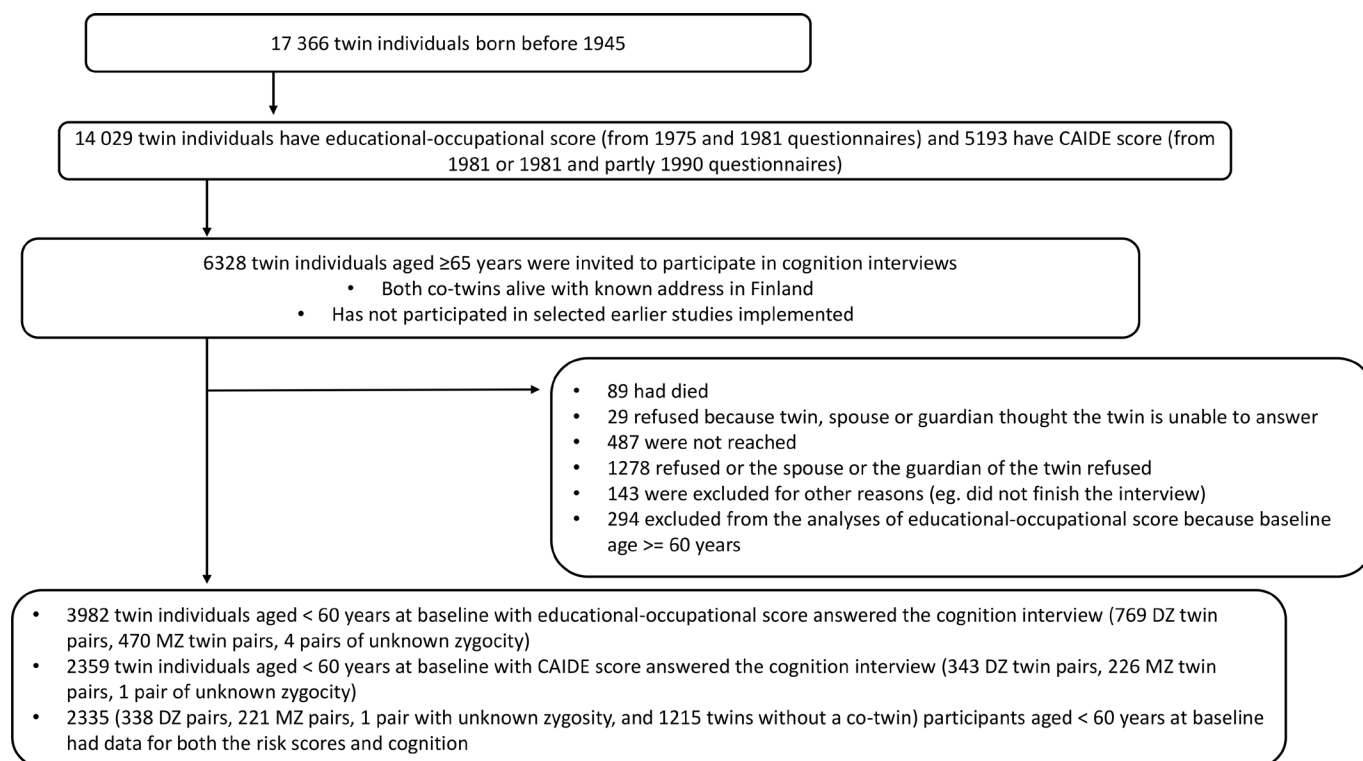 17 366 twin individuals born before 1945
14 029 twin individuals have educational-occupational score (from 1975 and 1981 questionnaires) and 5193 have CAIDE score (from
1981 or 1981 and partly 1990 questionnaires)
6328 twin individuals aged ≥65 years were invited to participate in cognition interviews
• Both co-twins alive with known address in Finland
• Has not participated in selected earlier studies implemented
• 89 had died
• 29 refused because twin, spouse or guardian thought the twin is unable to answer
• 487 were not reached
• 1278 refused or the spouse or the guardian of the twin refused
• 143 were excluded for other reasons (eg. did not finish the interview)
• 294 excluded from the analyses of educational-occupational score because baseline
age >= 60 years
• 3982 twin individuals aged < 60 years at baseline with educational-occupational score answered the cognition interview (769 DZ twin
pairs, 470 MZ twin pairs, 4 pairs of unknown zygocity)
• 2359 twin individuals aged < 60 years at baseline with CAIDE score answered the cognition interview (343 DZ twin pairs, 226 MZ twin
pairs, 1 pair of unknown zygocity)
• 2335 (338 DZ pairs, 221 MZ pairs, 1 pair with unknown zygosity, and 1215 twins without a co-twin) participants aged < 60 years at baseline
had data for both the risk scores and cognition